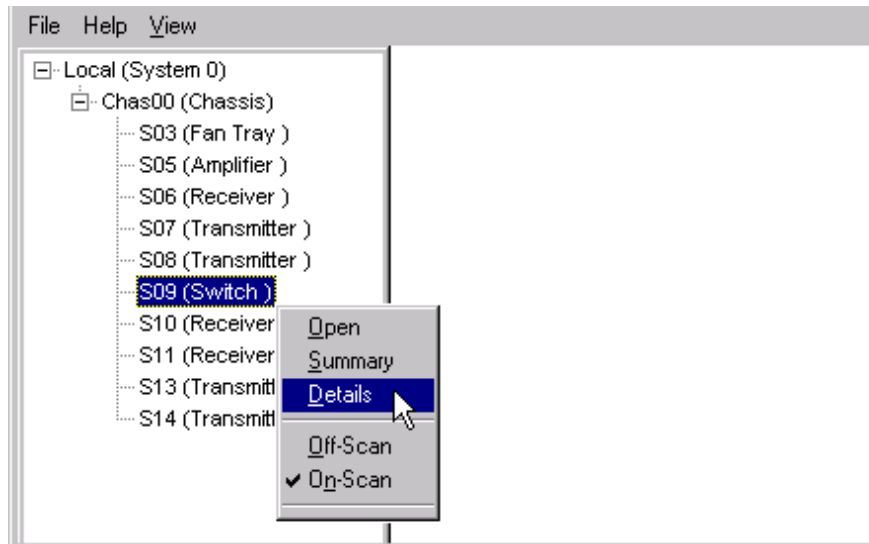 File Help View
Local (System 0)
Chas00 (Chassis)
S03 (Fan Tray )
S05 (Amplifier )
S06 (Receiver )
S07 (Transmitter )
S08 (Transmitter )
S09 (Switch )
S10 (Receiver
S11 (Receiver
S13 (Transmitt
S14 (Transmitt
Open
Summary
Details
Off-Scan
On-Scan